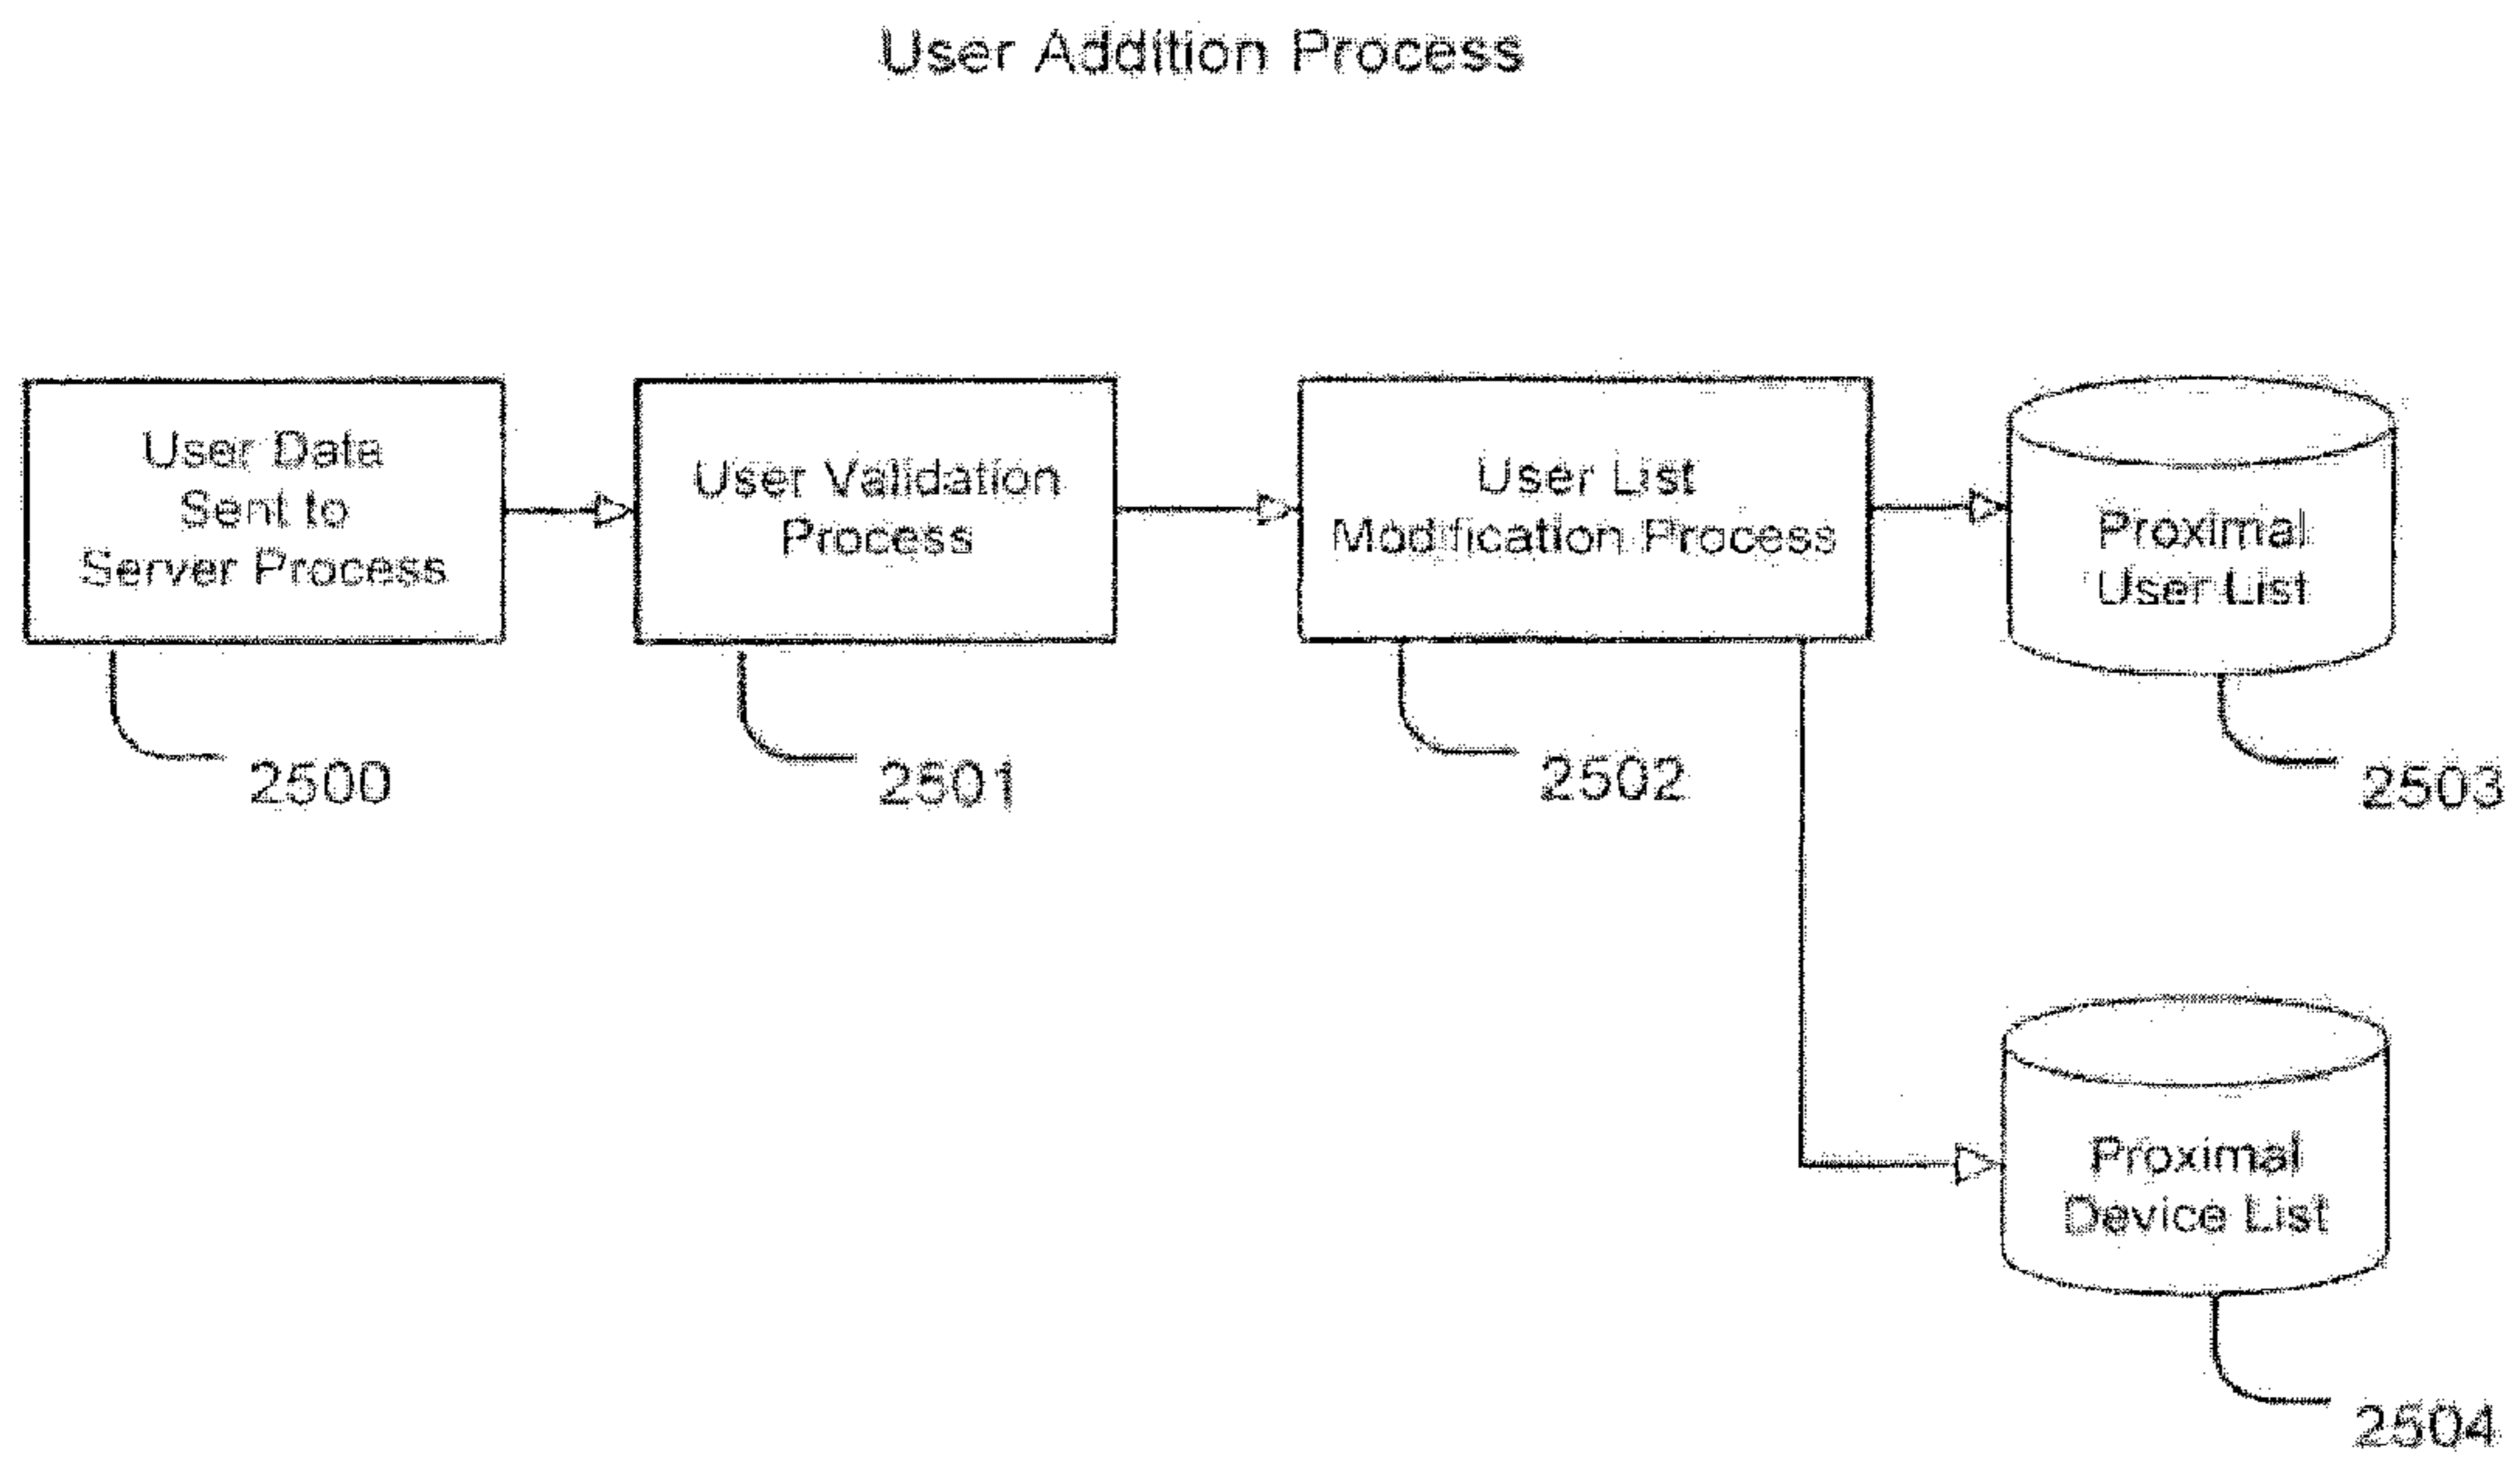 User Addition Process
User Data
Sent to
Server Process
User Validation
Process
User List
Modification Process
Proximal
User List
2500
2501
2502
2503
Proximal
Device List
2504